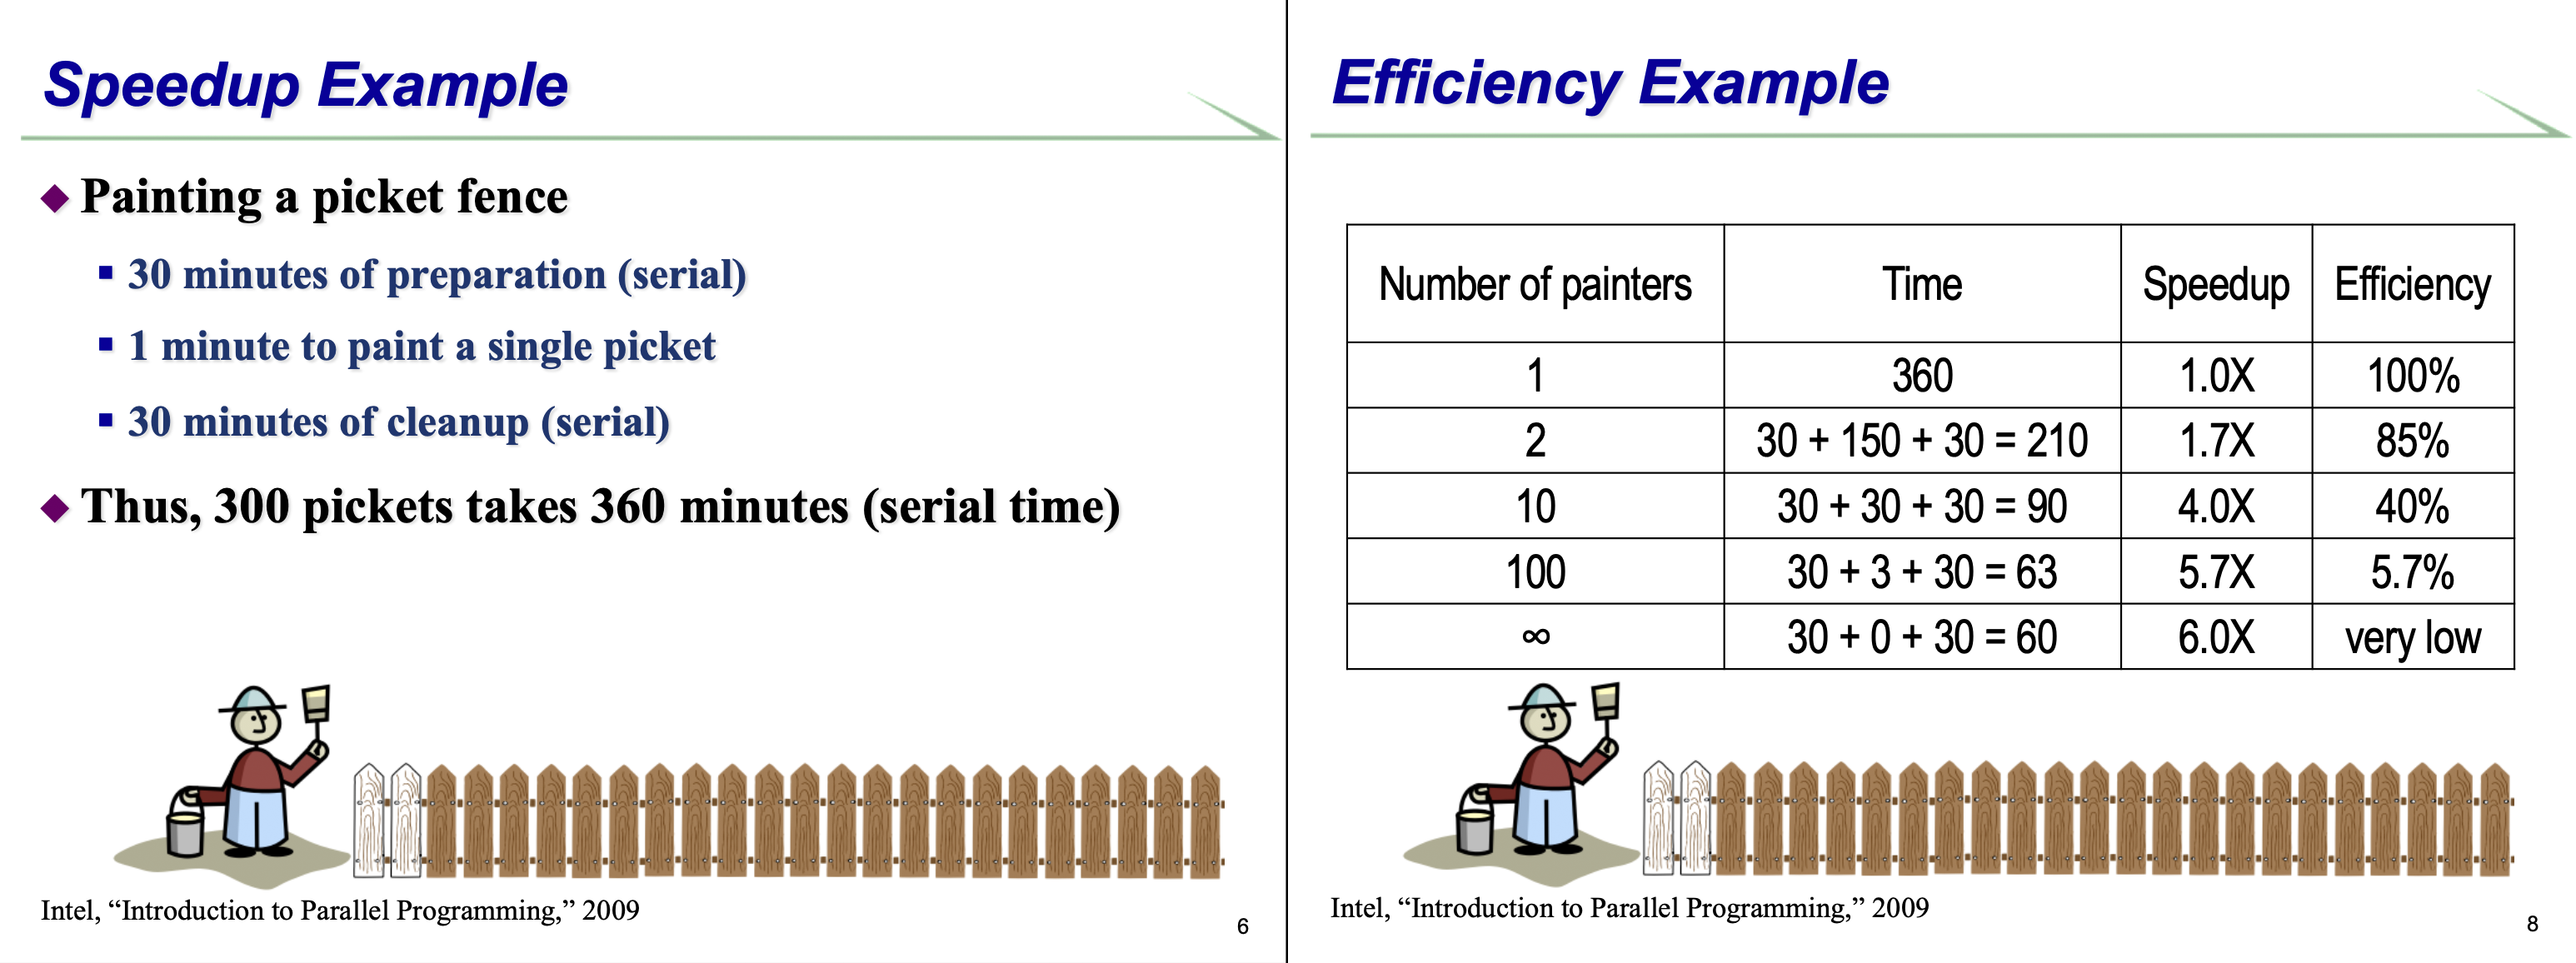 Speedup Example
Painting a picket fence
30 minutes of preparation (serial)
1 minute to paint a single picket
30 minutes of cleanup (serial)
Thus, 300 pickets takes 360 minutes (serial time)
Intel, “Introduction to Parallel Programming,” 2009
6
Efficiency Example
Number of painters Time Speedup Efficiency
1 360 1.0X 100%
2 30 + 150 + 30 = 210 1.7X 85%
10 30 + 30 + 30 = 90 4.0X 40%
100 30 + 3 + 30 = 63 5.7X 5.7%
∞ 30 + 0 + 30 = 60 6.0X very low
Intel, “Introduction to Parallel Programming,” 2009
8